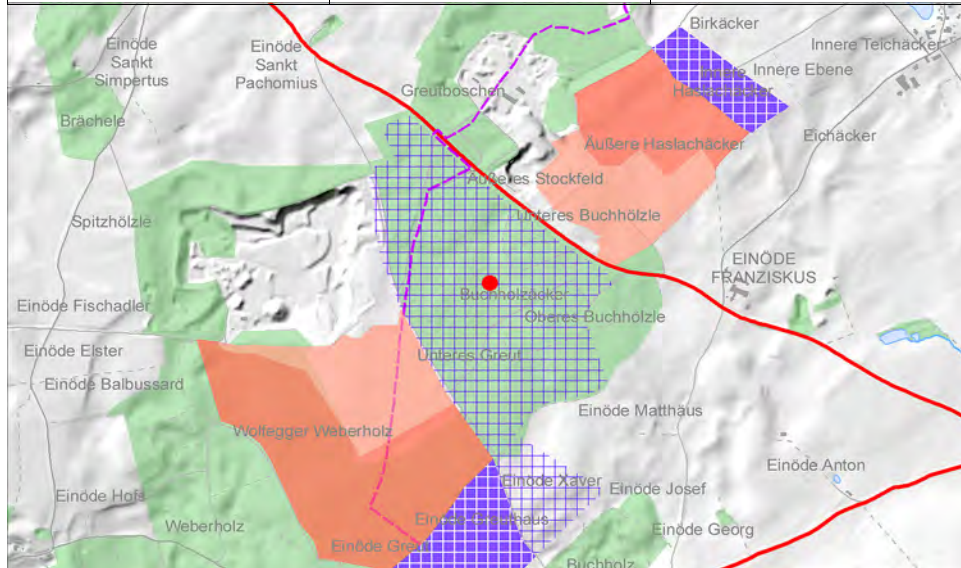 Birkäcker
Einöde
Sankt
Simpertus
Einöde
Sankt
Pachomius
Innere Teichäcker
Innere Ebene
Haslachäcker
Greutboschen
Brächele
Eichäcker
Äußere Haslachäcker
Äußeres Stockfeld
Spitzhölzle
Unteres Buchhölzle
EINÖDE
FRANZISKUS
Buchholzäcker
Einöde Fischadler
Oberes Buchhölzle
Einöde Elster
Unteres Greut
Einöde Balbussard
Einöde Matthäus
Wolfegger Weberholz
Einöde Anton
Einöde Xaver
Einöde Josef
Einöde Hofs
Weberholz
Einöde
Einöde Georg
Einöde
Buchholz